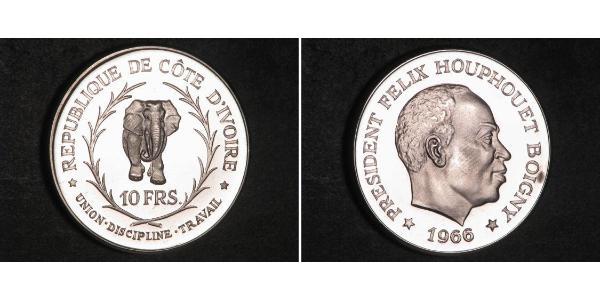 REPUBLIQUE DE CÔTE D'IVOIRE
10 FRS.
UNION·DISCIPLINE·TRAVAIL
PRESIDENT FELIX HOUPHOUET BOIGNY
1966